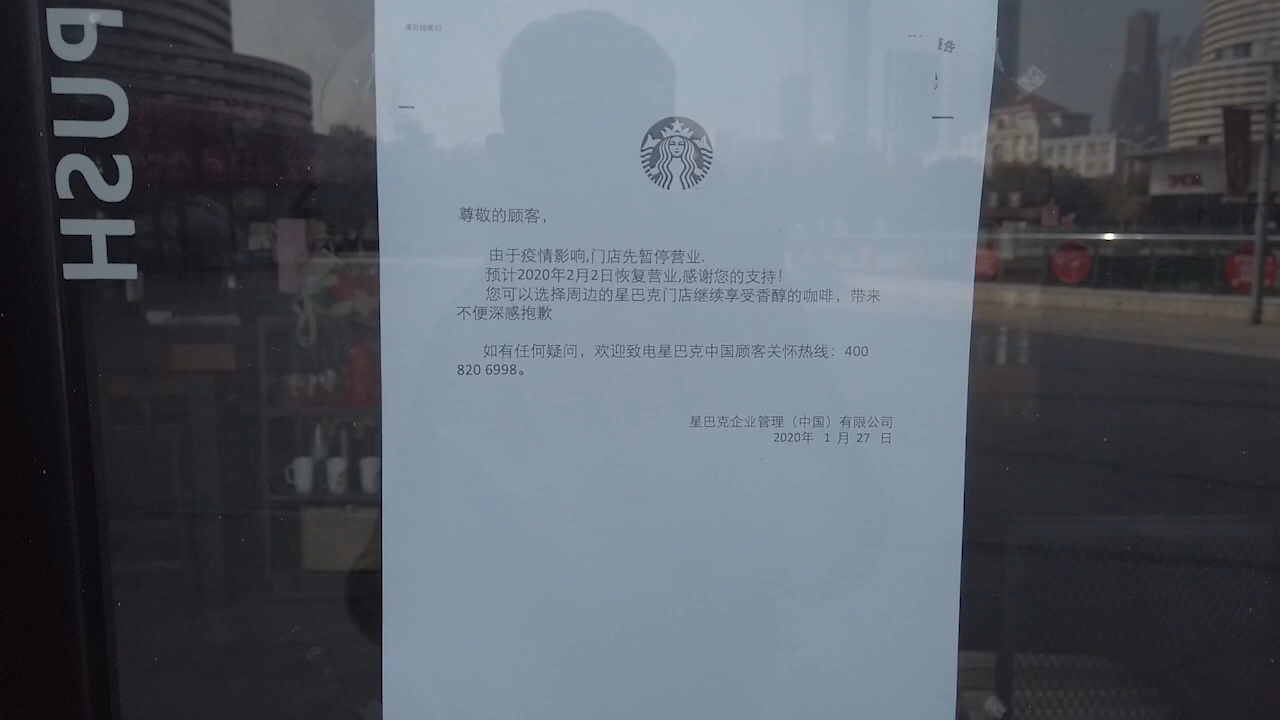 PUSH
尊敬的顾客，
由于疫情影响,门店先暂停营业.
预计2020年2月2日恢复营业,感谢您的支持!
您可以选择周边的星巴克门店继续享受香醇的咖啡，带来
不便深感抱歉
如有任何疑问，欢迎致电星巴克中国顾客关怀热线：400
820 6998。
星巴克企业管理（中国）有限公司
2020年 1 月 27 日